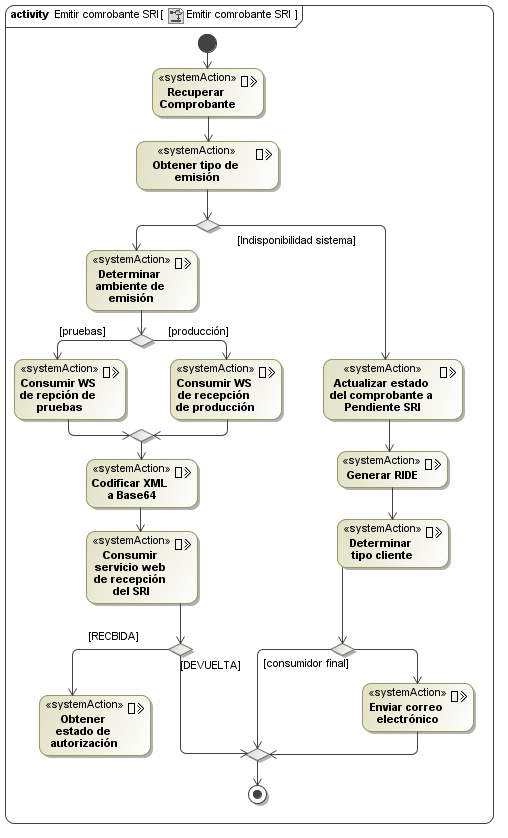 activity Emitir comprobante SRI[ Emitir comprobante SRI ]
«systemAction»
Recuperar
Comprobante
«systemAction»
Obtener tipo de
emisión
[Indisponibilidad sistema]
«systemAction»
Determinar
ambiente de
emisión
[pruebas]
[producción]
«systemAction»
Consumir WS
de repción de
pruebas
«systemAction»
Consumir WS
de recepción
de producción
«systemAction»
Actualizar estado
del comprobante a
Pendiente SRI
«systemAction»
Codificar XML
a Base64
«systemAction»
Generar RIDE
«systemAction»
Consumir
servicio web
de recepción
del SRI
«systemAction»
Determinar
tipo cliente
[RECBIDA]
[DEVUELTA]
[consumidor final]
«systemAction»
Obtener
estado de
autorización
«systemAction»
Enviar correo
electrónico